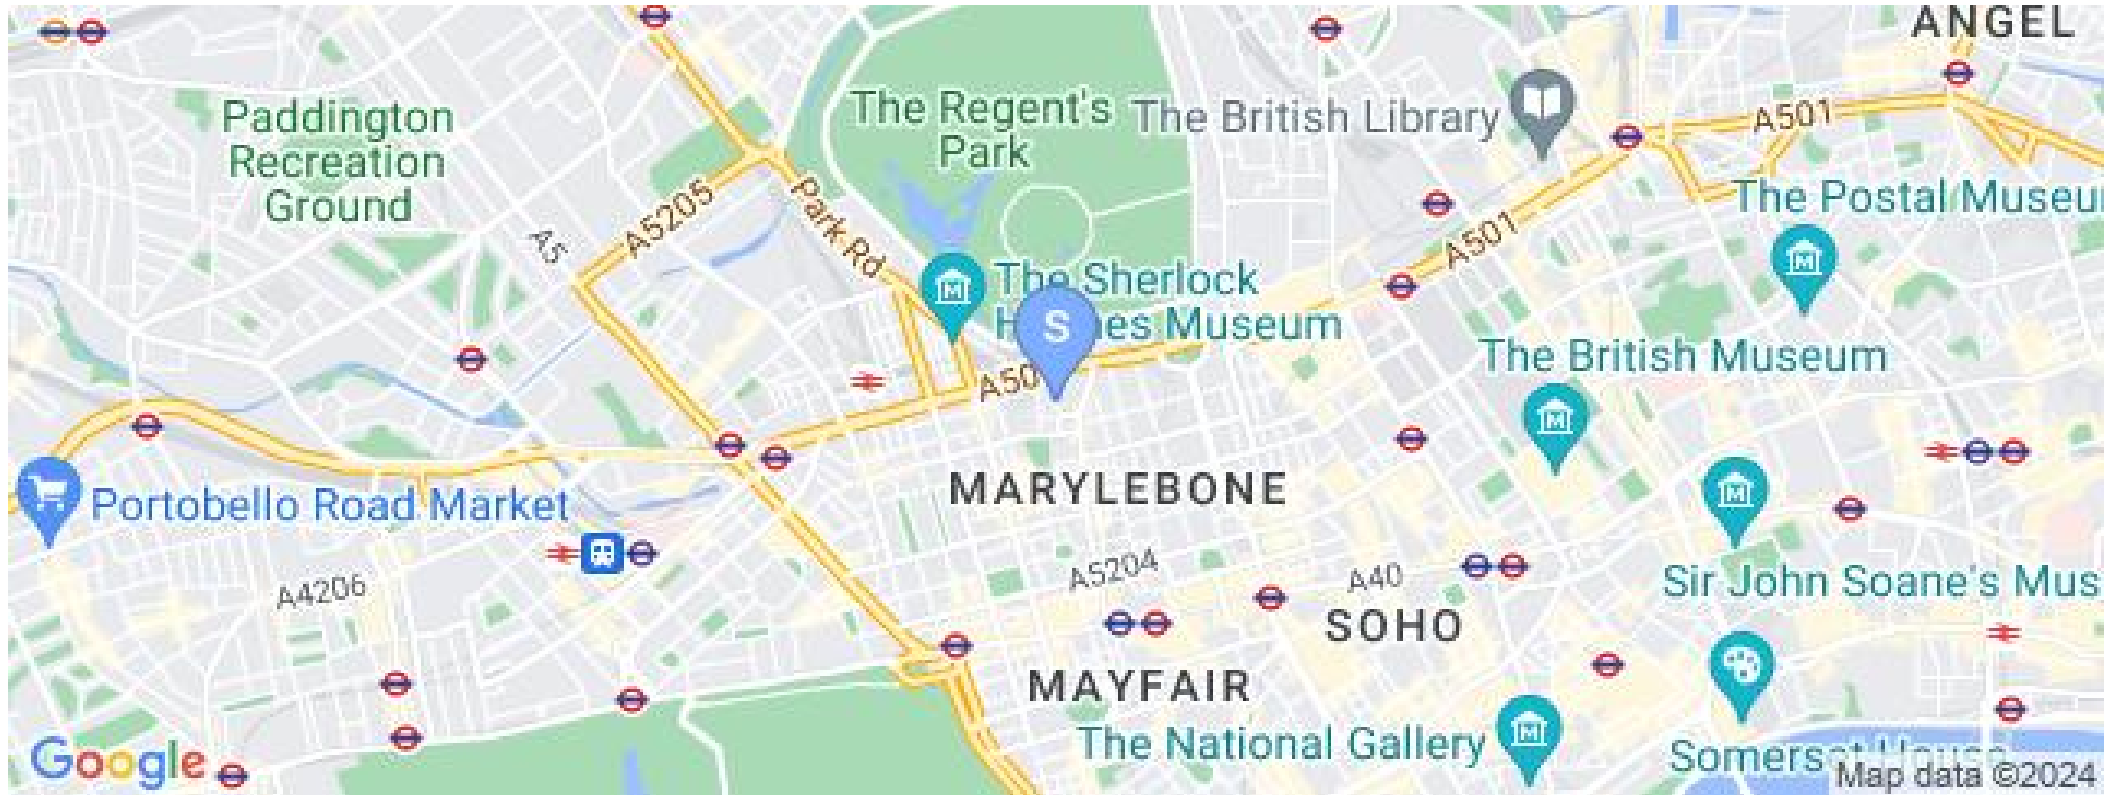 ANGEL
Paddington
Recreation
Ground
The Regent's
Park
The British Library
A501
A5
A5205
Park Rd
A501
The Postal Museu
The Sherlock
S
Museum
The British Museum
MARYLEBONE
Portobello Road Market
A4206
A5204
A40
SOHO
Sir John Soane's Mus
MAYFAIR
The National Gallery
Google
Map data ©2024